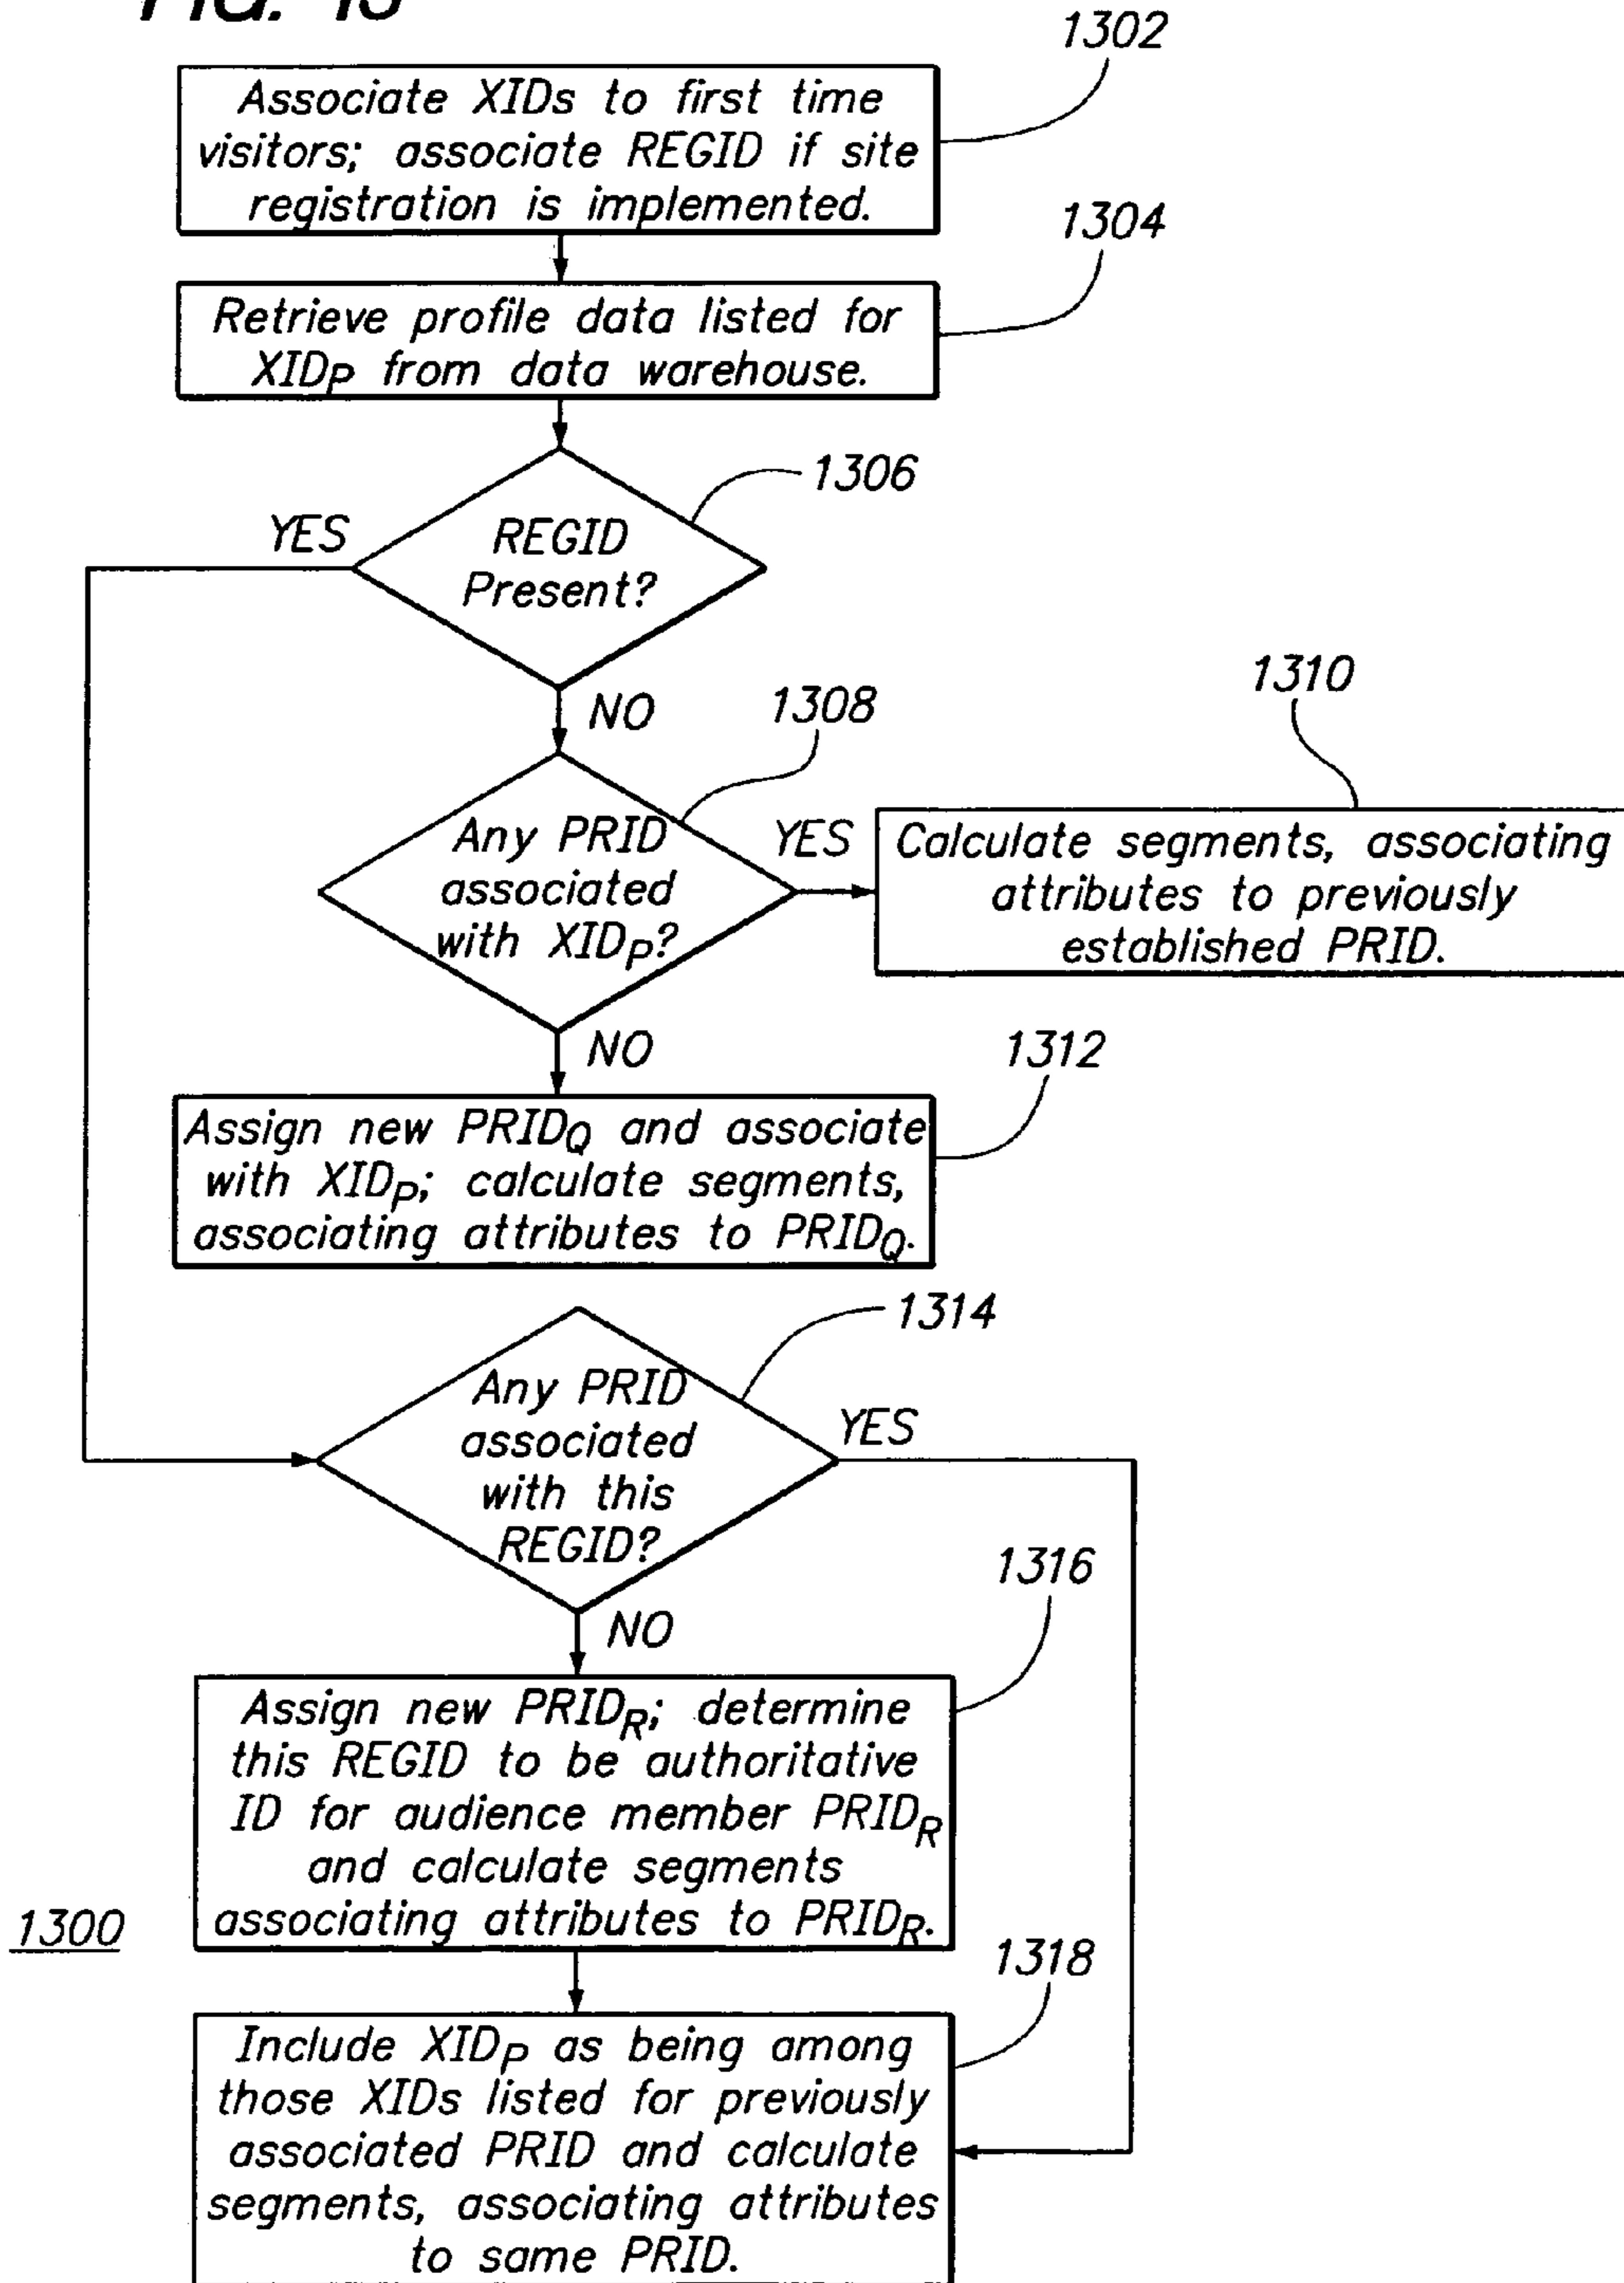 FIG. 13
1302
Associate XIDs to first time
visitors; associate REGID if site
registration is implemented.
1304
Retrieve profile data listed for
XIDP from data warehouse.
1306
YES
REGID
Present?
NO
1308
1310
Any PRID
associated
with XIDP?
YES
Calculate segments, associating
attributes to previously
established PRID.
NO
1312
Assign new PRIDQ and associate
with XIDP; calculate segments,
associating attributes to PRIDQ.
1314
Any PRID
associated
with this
REGID?
YES
NO
1316
Assign new PRIDR; determine
this REGID to be authoritative
ID for audience member PRIDR
and calculate segments
associating attributes to PRIDR.
1300
1318
Include XIDP as being among
those XIDs listed for previously
associated PRID and calculate
segments, associating attributes
to same PRID.